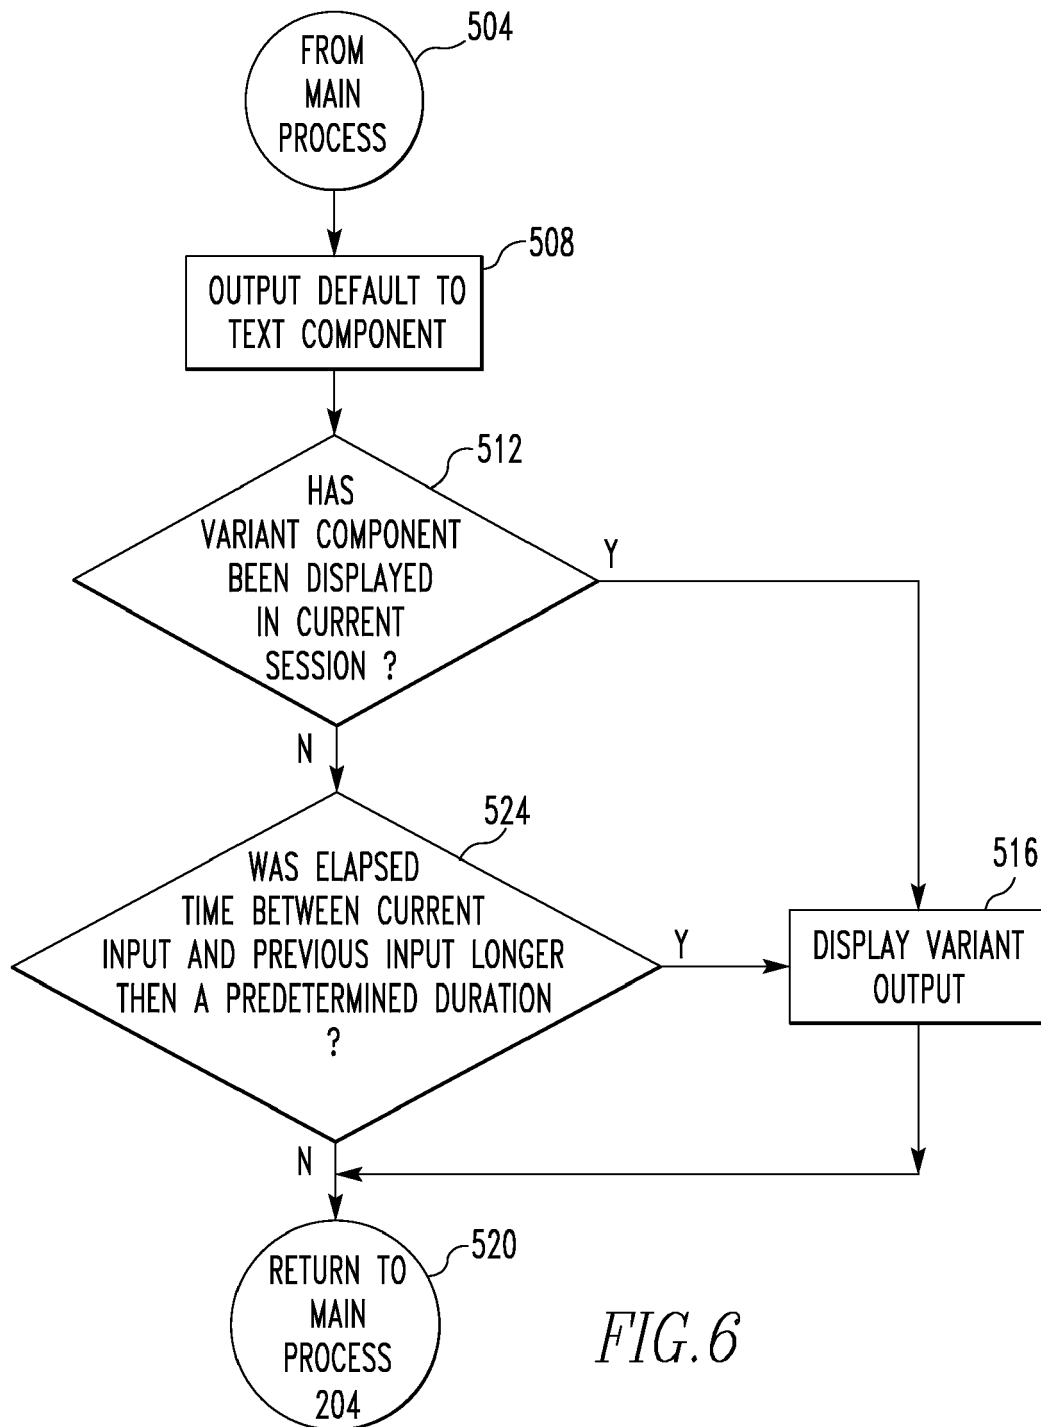 504
FROM
MAIN
PROCESS
508
OUTPUT DEFAULT TO
TEXT COMPONENT
512
HAS
VARIANT COMPONENT
BEEN DISPLAYED
IN CURRENT
SESSION ?
Y
N
524
WAS ELAPSED
TIME BETWEEN CURRENT
INPUT AND PREVIOUS INPUT LONGER
THEN A PREDETERMINED DURATION
?
Y
516
DISPLAY VARIANT
OUTPUT
N
520
RETURN TO
MAIN
PROCESS
204
FIG.6